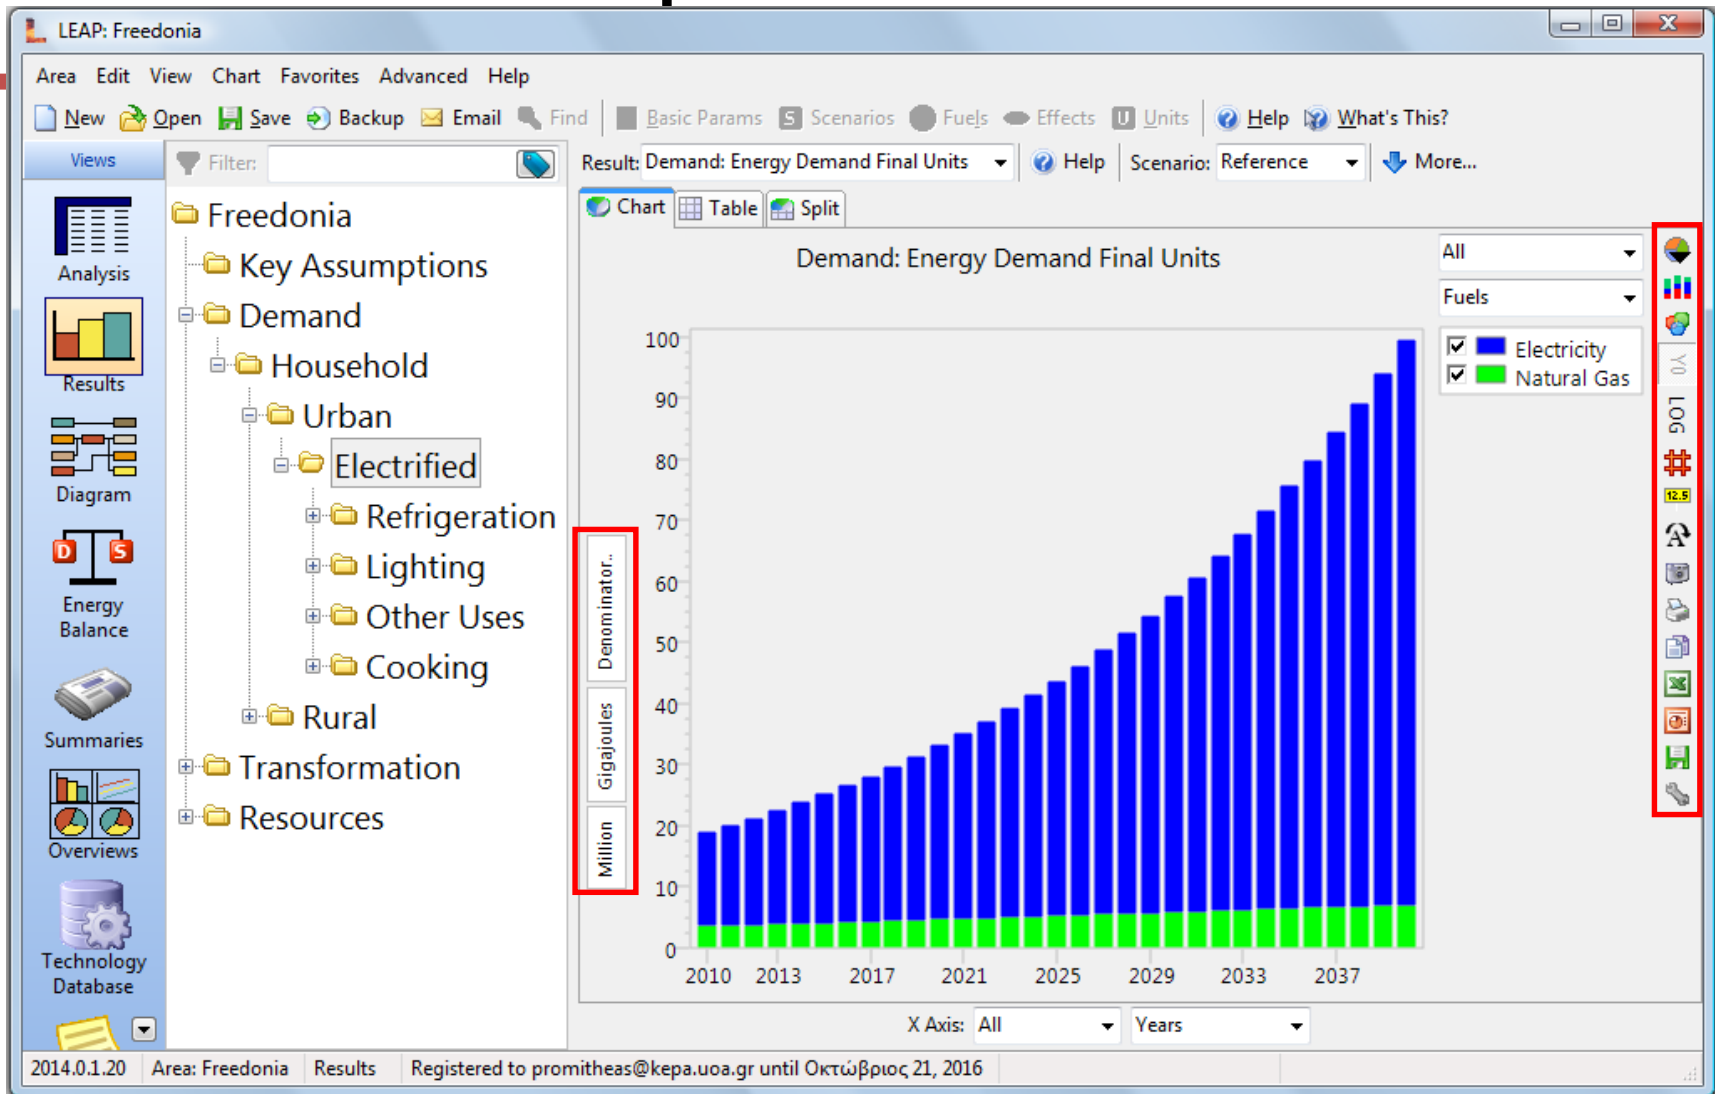 LEAP: Freedonia
Area Edit View Chart Favorites Advanced Help
New Open Save Backup Email Find Basic Params S Scenarios Fuels Effects U Units Help What's This?
Views
Filter:
Result: Demand: Energy Demand Final Units Help Scenario: Reference More...
Chart Table Split
Analysis
Results
Diagram
D S
Energy
Balance
Summaries
Overviews
Technology
Database
Freedonia
Key Assumptions
Demand
Household
Urban
Electrified
Refrigeration
Lighting
Other Uses
Cooking
Rural
Transformation
Resources
Demand: Energy Demand Final Units
All
Fuels
Electricity
Natural Gas
Y0
LOG
12.5
A
Denominator..
Gigajoules
Million
100
90
80
70
60
50
40
30
20
10
0
2010 2013 2017 2021 2025 2029 2033 2037
X Axis: All Years
2014.0.1.20 Area: Freedonia Results Registered to promitheas@kepa.uoa.gr until Οκτώβριος 21, 2016